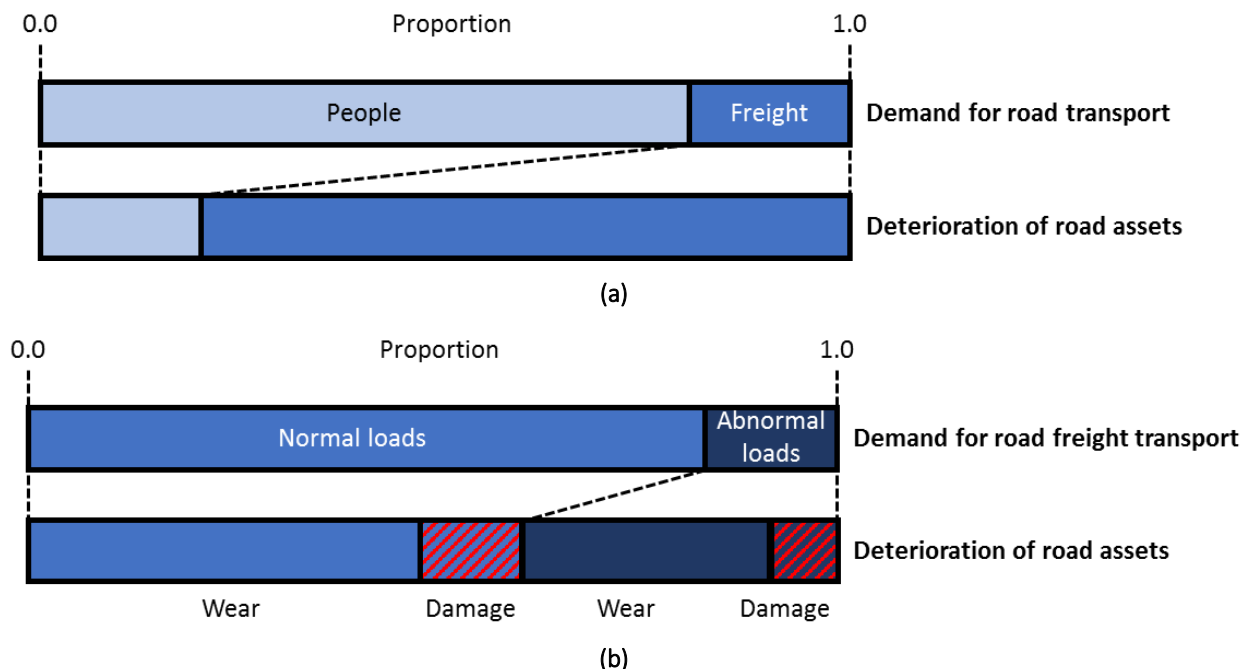 0.0 Proportion 1.0
People Freight Demand for road transport
Deterioration of road assets
(a)
0.0 Proportion 1.0
Normal loads Abnormal loads Demand for road freight transport
Deterioration of road assets
Wear Damage Wear Damage
(b)